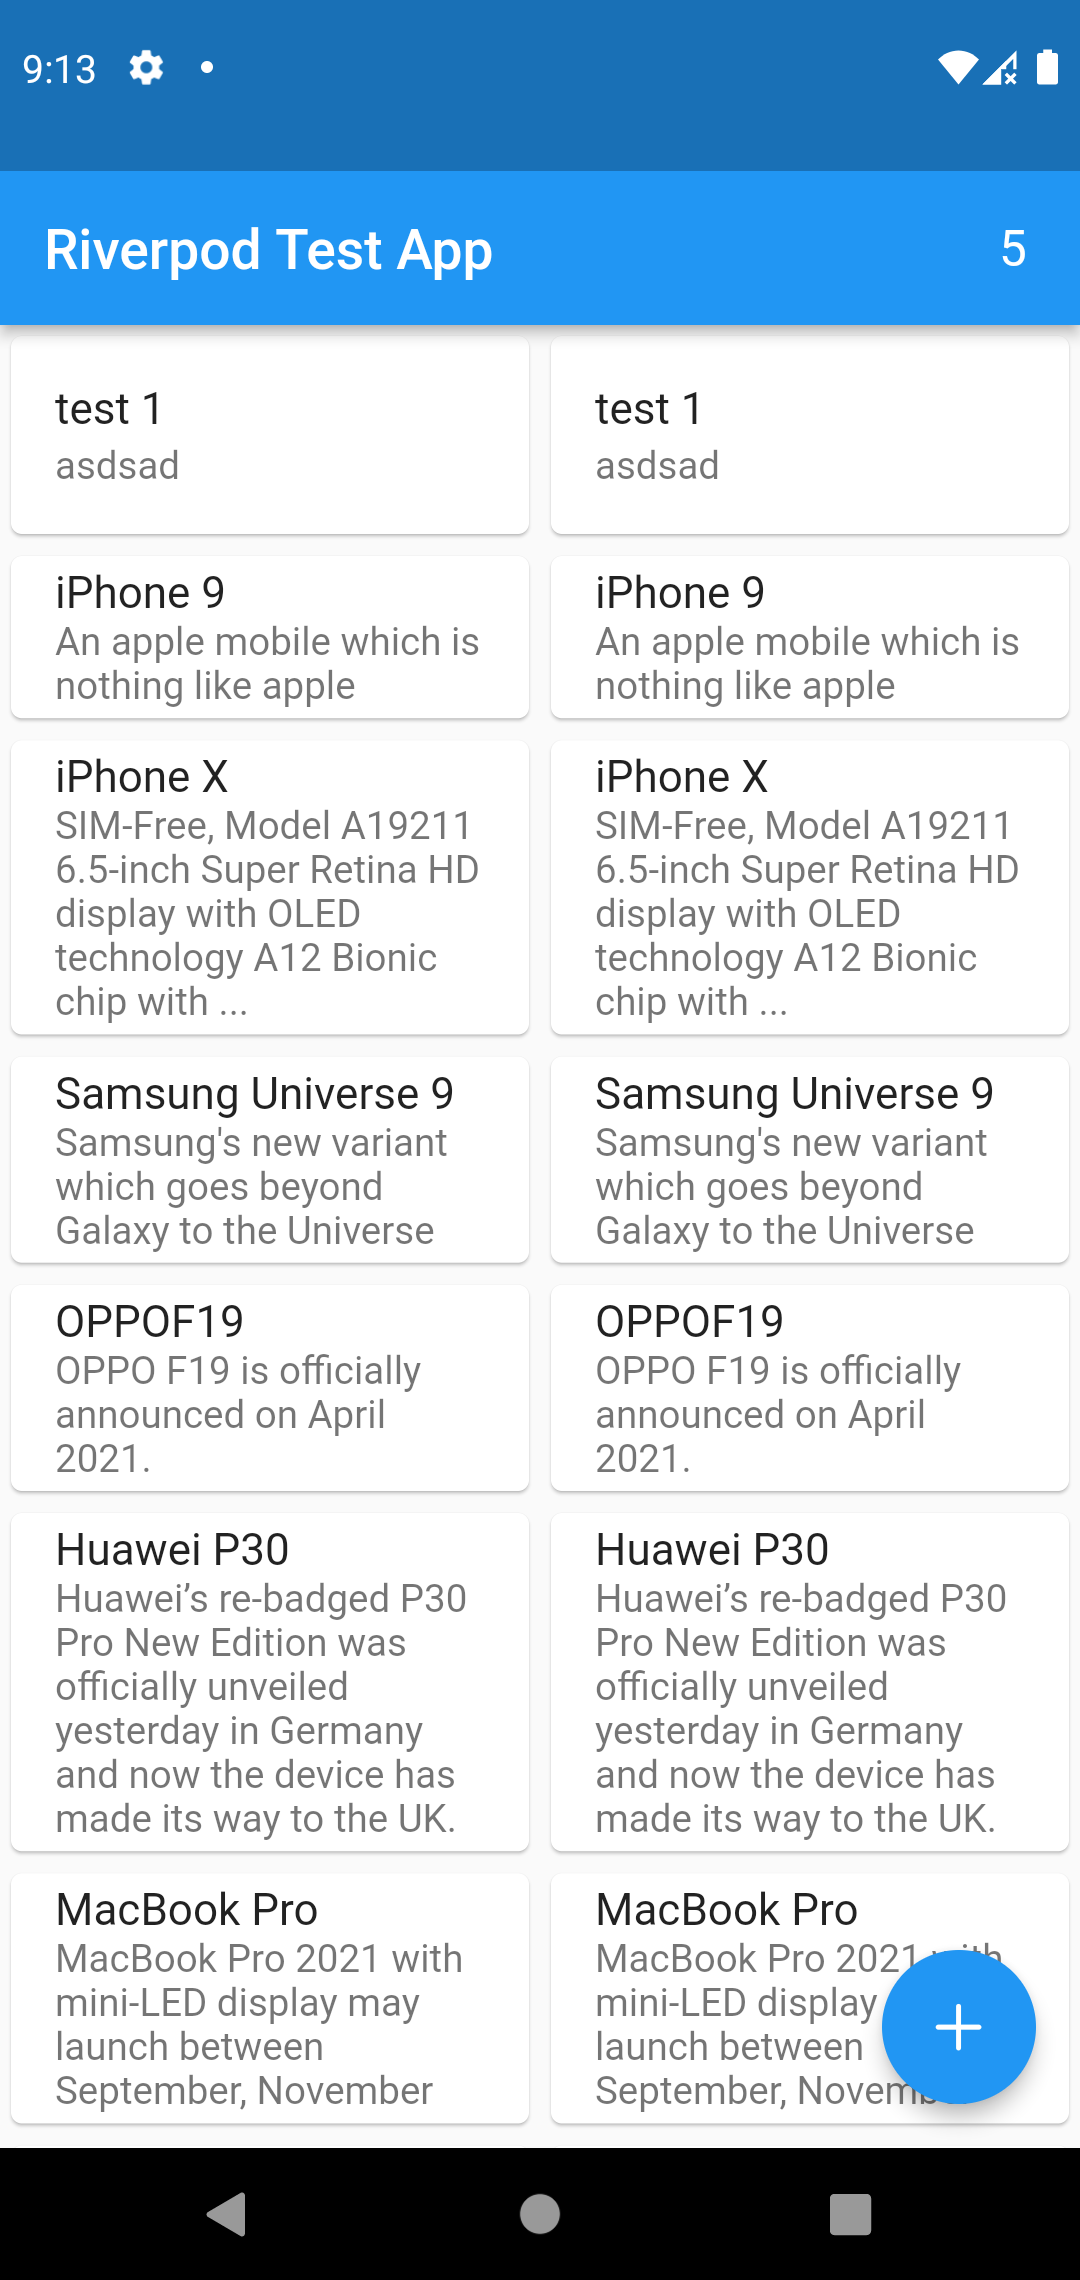 9:13
Riverpod Test App
5
test 1
asdsad
iPhone 9
An apple mobile which is
nothing like apple
iPhone X
SIM-Free, Model A19211
6.5-inch Super Retina HD
display with OLED
technology A12 Bionic
chip with ...
Samsung Universe 9
Samsung's new variant
which goes beyond
Galaxy to the Universe
OPPOF19
OPPO F19 is officially
announced on April
2021.
Huawei P30
Huawei’s re-badged P30
Pro New Edition was
officially unveiled
yesterday in Germany
and now the device has
made its way to the UK.
MacBook Pro
MacBook Pro 2021 with
mini-LED display may
launch between
September, November
test 1
asdsad
iPhone 9
An apple mobile which is
nothing like apple
iPhone X
SIM-Free, Model A19211
6.5-inch Super Retina HD
display with OLED
technology A12 Bionic
chip with ...
Samsung Universe 9
Samsung's new variant
which goes beyond
Galaxy to the Universe
OPPOF19
OPPO F19 is officially
announced on April
2021.
Huawei P30
Huawei’s re-badged P30
Pro New Edition was
officially unveiled
yesterday in Germany
and now the device has
made its way to the UK.
MacBook Pro
MacBook Pro 2021 with
mini-LED display
launch between
September,